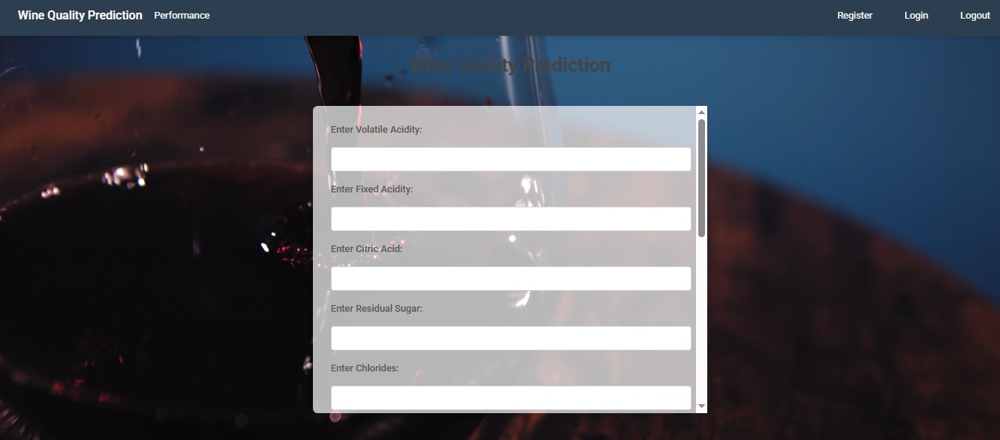 Wine Quality Prediction Performance Register Login Logout
Wine Quality Prediction
Enter Volatile Acidity:
Enter Fixed Acidity:
Enter Citric Acid:
Enter Residual Sugar:
Enter Chlorides: